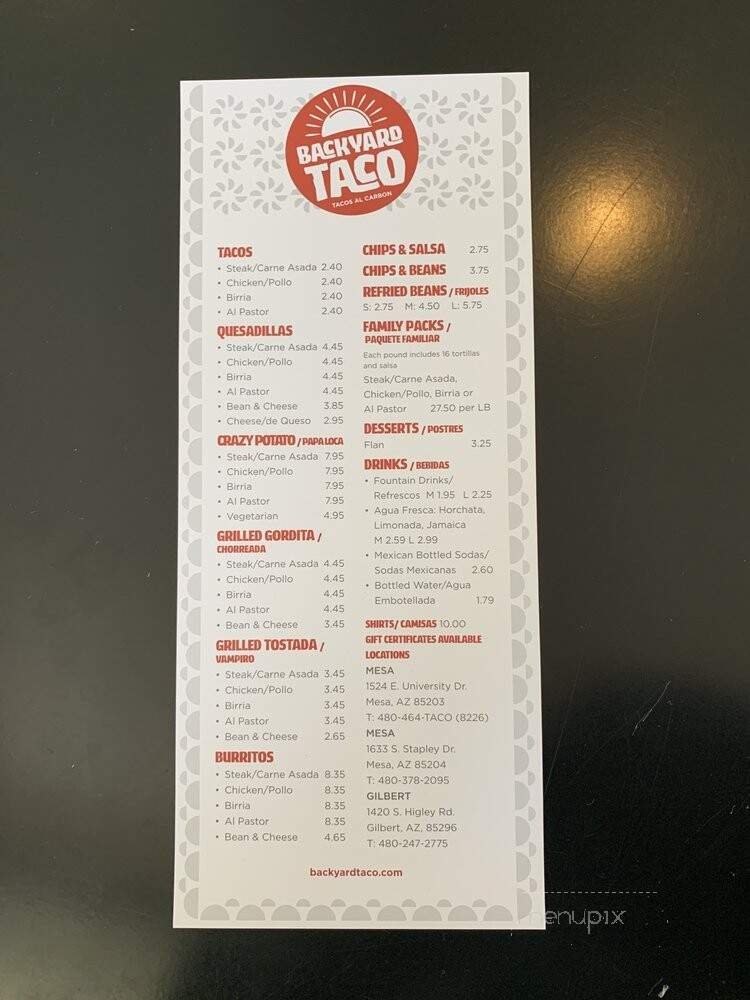 BACKYARD
TACO
TACOS AL CARBON
TACOS
• Steak/Carne Asada 2.40
• Chicken/Pollo 2.40
• Birria 2.40
• Al Pastor 2.40
QUESADILLAS
• Steak/Carne Asada 4.45
• Chicken/Pollo 4.45
• Birria 4.45
• Al Pastor 4.45
• Bean & Cheese 3.85
• Cheese/de Queso 2.95
CRAZY POTATO / PAPA LOCA
• Steak/Carne Asada 7.95
• Chicken/Pollo 7.95
• Birria 7.95
• Al Pastor 7.95
• Vegetarian 4.95
GRILLED GORDITA /
CHORREADA
• Steak/Carne Asada 4.45
• Chicken/Pollo 4.45
• Birria 4.45
• Al Pastor 4.45
• Bean & Cheese 3.45
GRILLED TOSTADA /
VAMPIRO
• Steak/Carne Asada 3.45
• Chicken/Pollo 3.45
• Birria 3.45
• Al Pastor 3.45
• Bean & Cheese 2.65
BURRITOS
• Steak/Carne Asada 8.35
• Chicken/Pollo 8.35
• Birria 8.35
• Al Pastor 8.35
• Bean & Cheese 4.65
CHIPS & SALSA 2.75
CHIPS & BEANS 3.75
REFRIED BEANS / FRIJOLES
S: 2.75 M: 4.50 L: 5.75
FAMILY PACKS /
PAQUETE FAMILIAR
Each pound includes 16 tortillas
and salsa
Steak/Carne Asada,
Chicken/Pollo, Birria or
Al Pastor 27.50 per LB
DESSERTS / POSTRES
Flan 3.25
DRINKS / BEBIDAS
• Fountain Drinks/
Refrescos M 1.95 L 2.25
• Agua Fresca: Horchata,
Limonada, Jamaica
M 2.59 L 2.99
• Mexican Bottled Sodas/
Sodas Mexicanas 2.60
• Bottled Water/Agua
Embotellada 1.79
SHIRTS/ CAMISAS 10.00
GIFT CERTIFICATES AVAILABLE
LOCATIONS
MESA
1524 E. University Dr.
Mesa, AZ 85203
T: 480-464-TACO (8226)
MESA
1633 S. Stapley Dr.
Mesa, AZ 85204
T: 480-378-2095
GILBERT
1420 S. Higley Rd.
Gilbert, AZ, 85296
T: 480-247-2775
backyardtaco.com
menupix